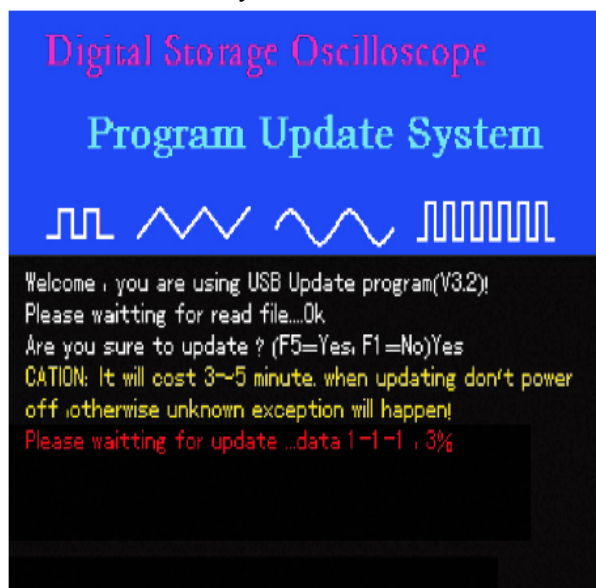 Digital Storage Oscilloscope
Program Update System
Welcome , you are using USB Update program(V3.2)!
Please waitting for read file....Ok
Are you sure to update ? (F5=Yes, F1=No)Yes
CATION: It will cost 3~5 minute. when updating don't power
off ,otherwise unknown exception will happen!
Please waitting for update ...data 1-1-1 , 3%